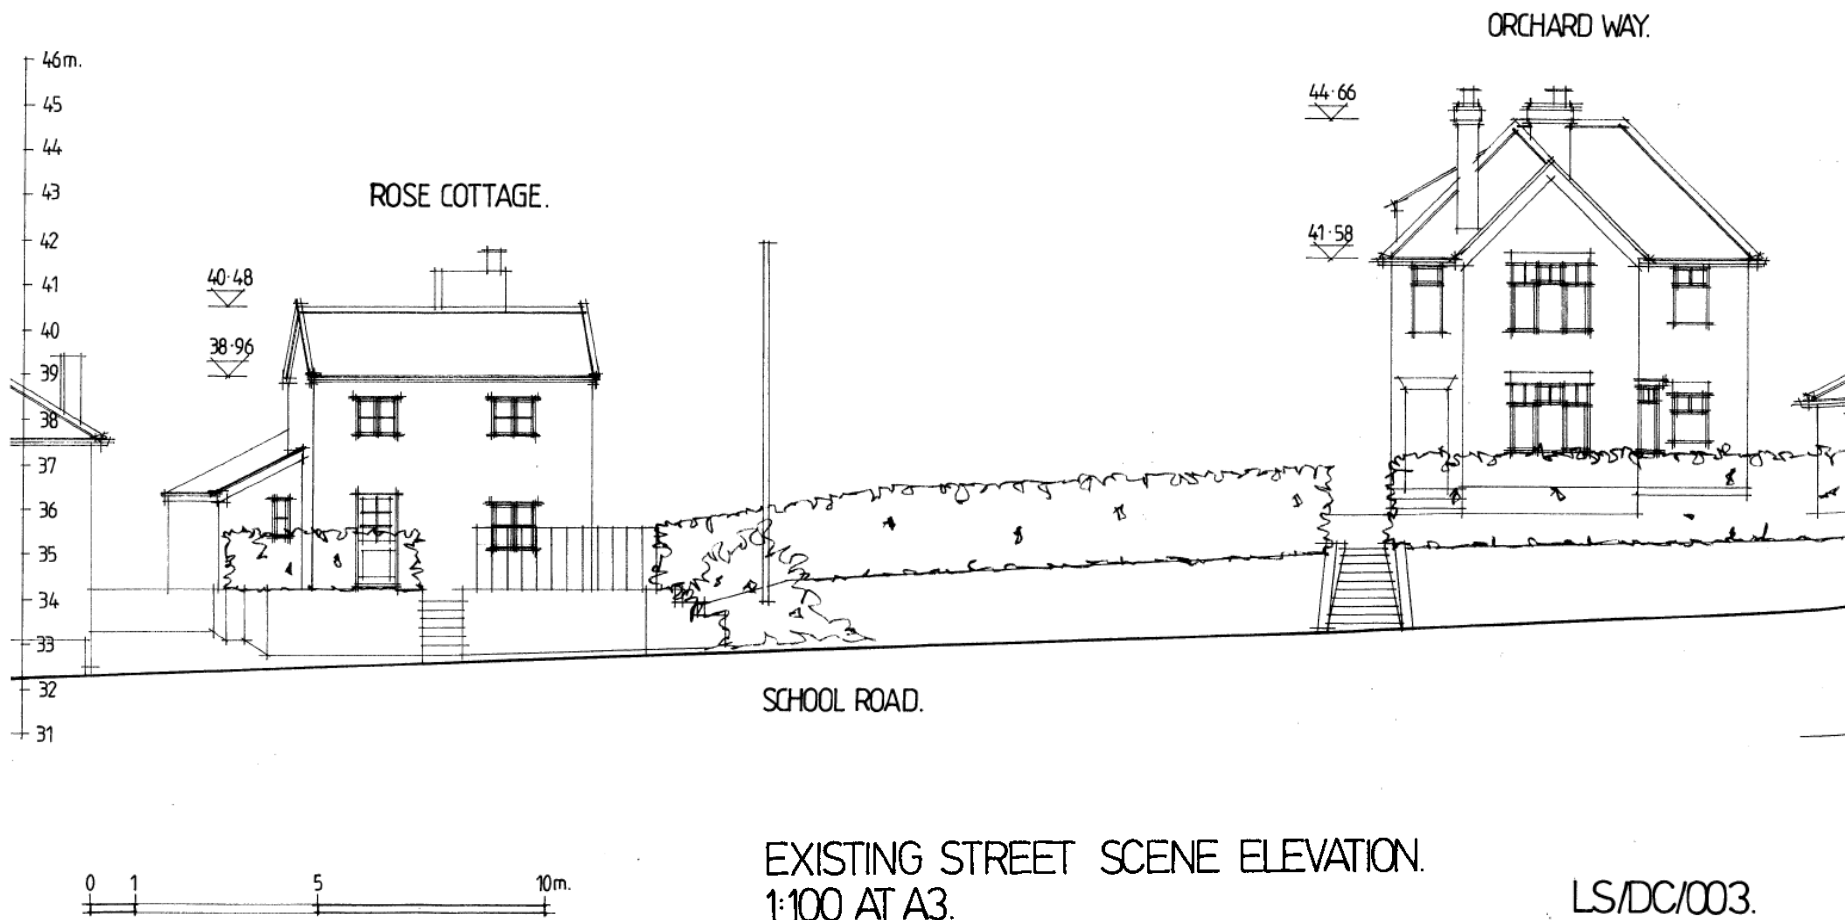 ORCHARD WAY.
46m.
45
44
43
42
41
40
39
38
37
36
35
34
33
32
31
44·66
ROSE COTTAGE.
41·58
40·48
38·96
SCHOOL ROAD.
0 1 5 10m.
EXISTING STREET SCENE ELEVATION.
1:100 AT A3.
LS/DC/003.